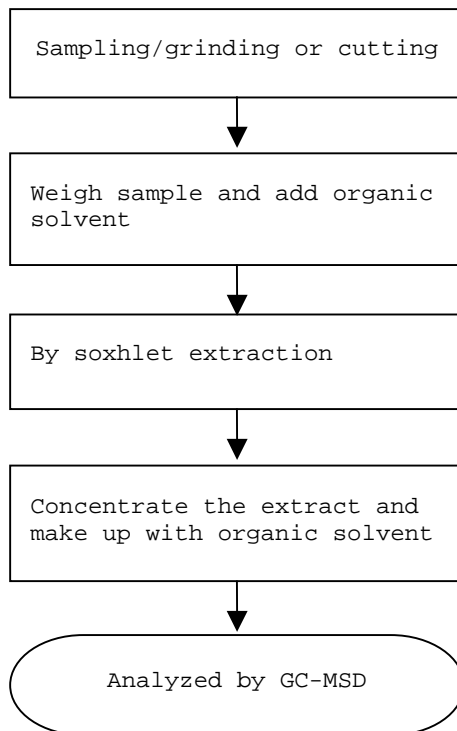 Sampling/grinding or cutting
Weigh sample and add organic
solvent
By soxhlet extraction
Concentrate the extract and
make up with organic solvent
Analyzed by GC-MSD